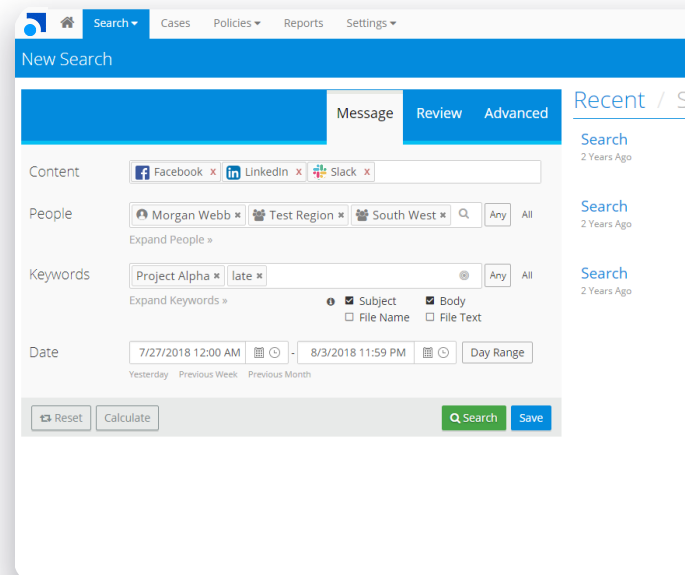 Search Cases Policies Reports Settings
New Search
Message Review Advanced
Content Facebook x LinkedIn x Slack x
People Morgan Webb × Test Region × South West × Any All
Expand People »
Keywords Project Alpha × late × Any All
Expand Keywords » Subject Body
File Name File Text
Date 7/27/2018 12:00 AM - 8/3/2018 11:59 PM Day Range
Yesterday Previous Week Previous Month
Reset Calculate Search Save
Recent / S
Search
2 Years Ago
Search
2 Years Ago
Search
2 Years Ago